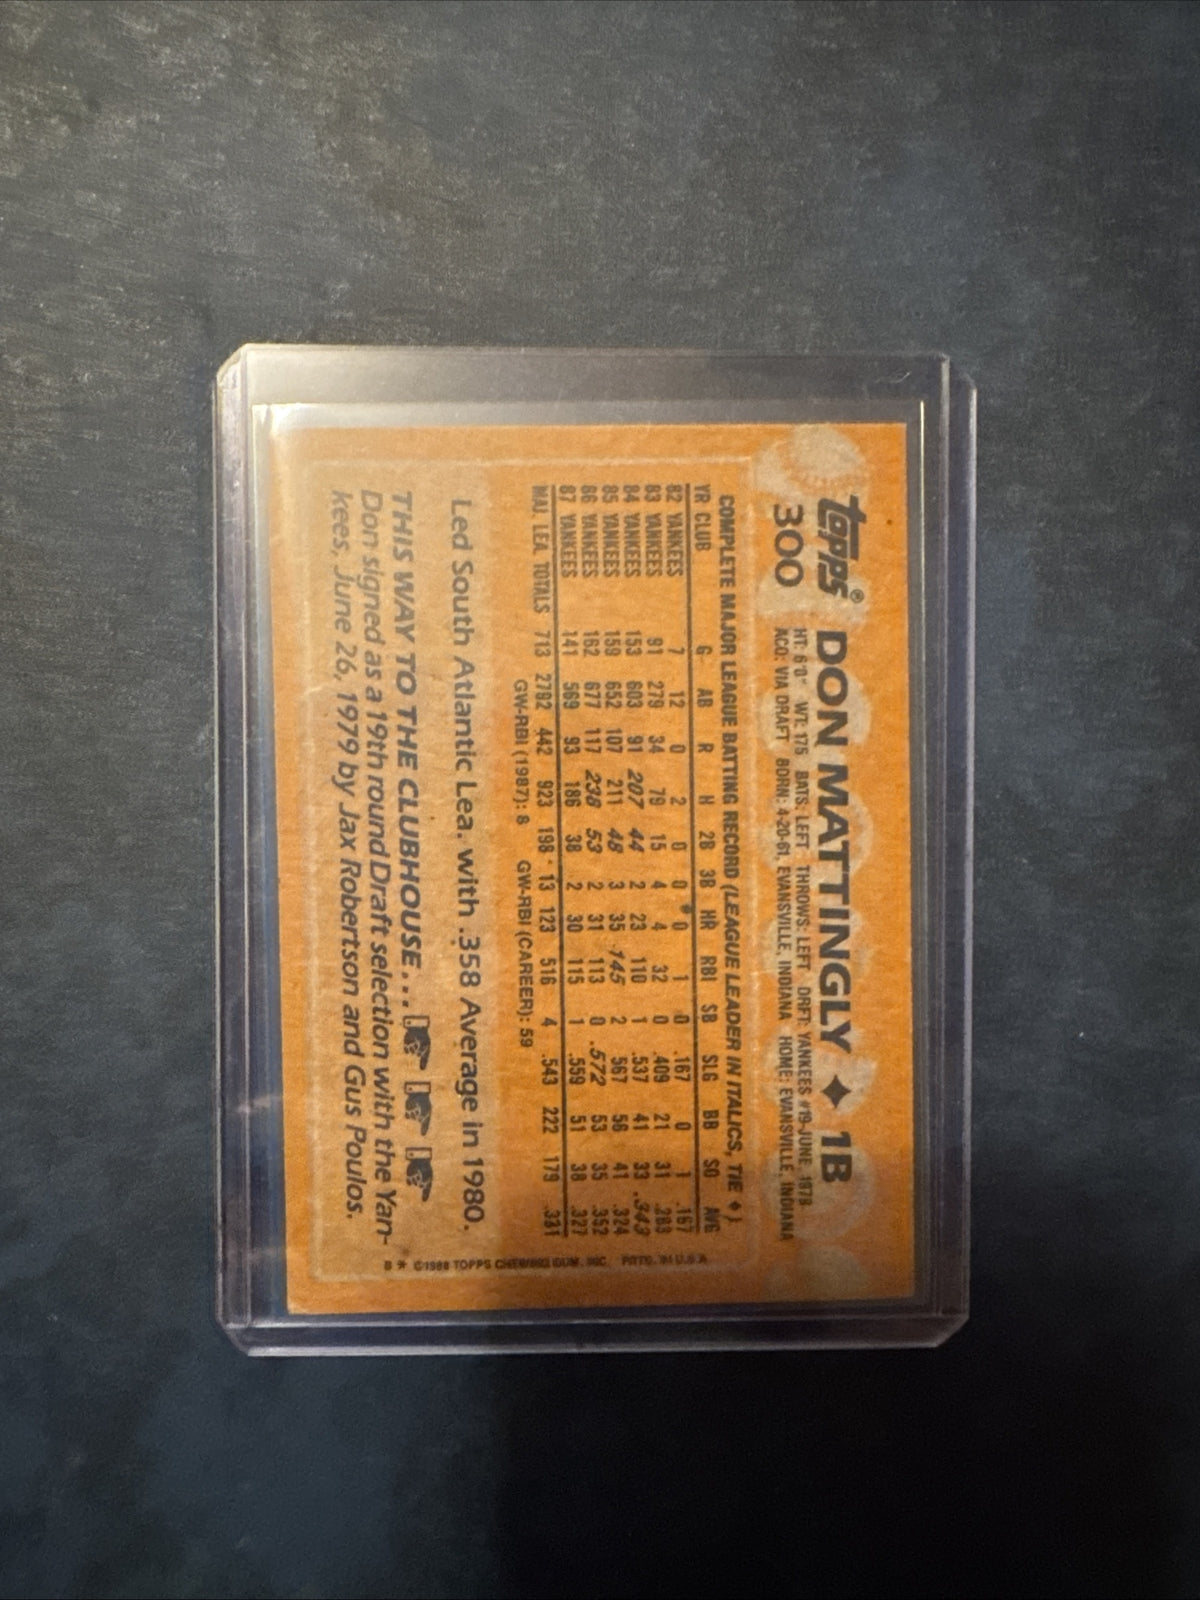 topps® DON MATTINGLY ♦ 1B
300 HT: 6'0" WT: 175 BATS: LEFT THROWS: LEFT DRFT: YANKEES #19-JUNE, 1979
ACQ: VIA DRAFT BORN: 4-20-61, EVANSVILLE, INDIANA HOME: EVANSVILLE, INDIANA
COMPLETE MAJOR LEAGUE BATTING RECORD (LEAGUE LEADER IN ITALICS, TIE ♦)
YR CLUB G AB R H 2B 3B HR RBI SB SLG BB SO AVG
82 YANKEES 7 12 0 2 0 0 0 1 0 .167 0 1 .167
83 YANKEES 91 279 34 79 15 4 4 32 0 .409 21 31 .283
84 YANKEES 153 603 91 207 44 2 23 110 1 .537 41 33 .343
85 YANKEES 159 652 107 211 48 3 35 145 2 .567 56 41 .324
86 YANKEES 162 677 117 238 53 2 31 113 0 .572 53 35 .352
87 YANKEES 141 569 93 186 38 2 30 115 1 .559 51 38 .327
MAJ. LEA. TOTALS 713 2792 442 923 198 13 123 516 4 .543 222 179 .331
GW-RBI (1987): 8 GW-RBI (CAREER): 59
Led South Atlantic Lea. with .358 Average in 1980.
THIS WAY TO THE CLUBHOUSE...
Don signed as a 19th round Draft selection with the Yan-
kees, June 26, 1979 by Jax Robertson and Gus Poulos.
B * ©1988 TOPPS CHEWING GUM, INC. PRTD. IN U.S.A.